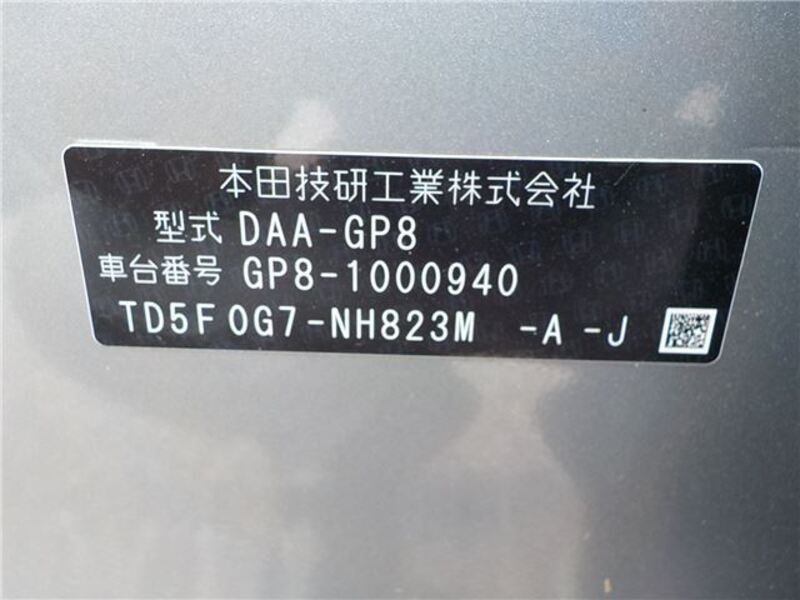 本田技研工業株式会社
型式 DAA-GP8
車台番号 GP8-1000940
TD5F0G7-NH823M -A -J